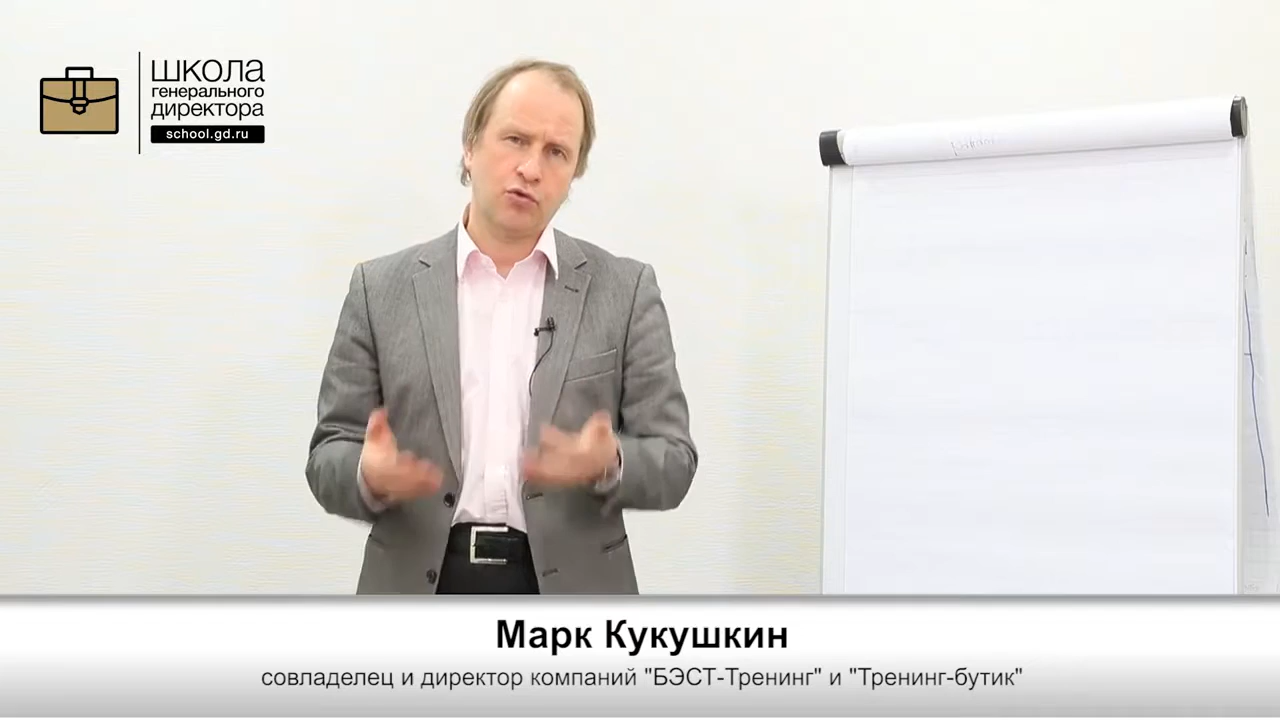 ШКОЛА
генерального
директора
school.gd.ru
Марк Кукушкин
совладелец и директор компаний "БЭСТ-Тренинг" и "Тренинг-бутик"